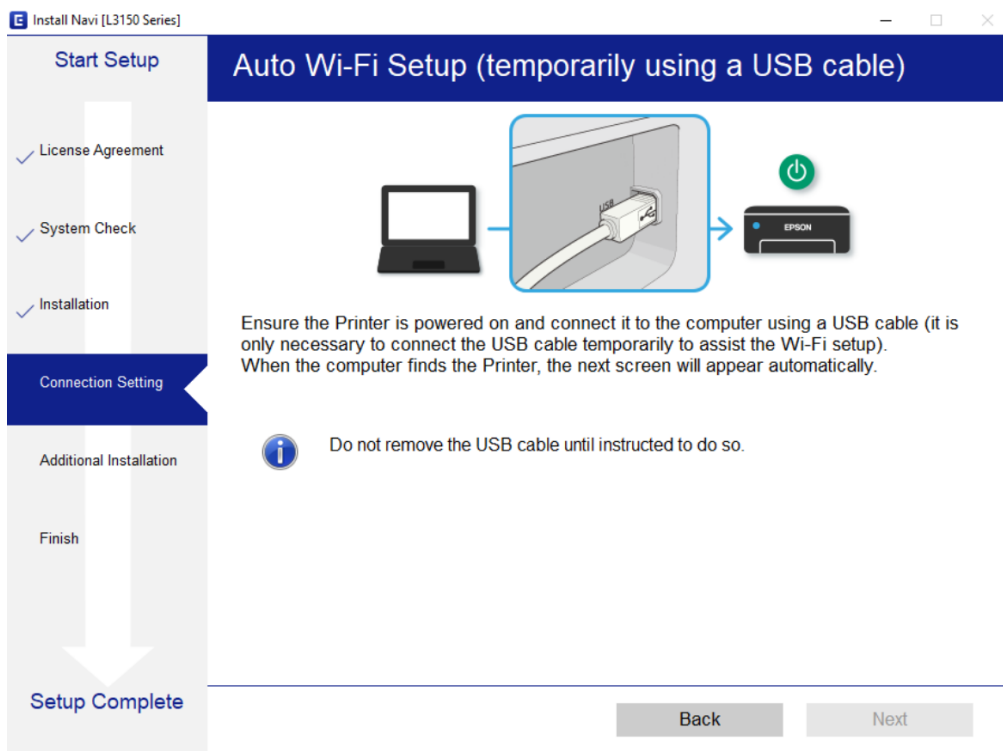 Install Navi [L3150 Series]
Start Setup
License Agreement
System Check
Installation
Connection Setting
Additional Installation
Finish
Setup Complete
Auto Wi-Fi Setup (temporarily using a USB cable)
USB
EPSON
Ensure the Printer is powered on and connect it to the computer using a USB cable (it is
only necessary to connect the USB cable temporarily to assist the Wi-Fi setup).
When the computer finds the Printer, the next screen will appear automatically.
Do not remove the USB cable until instructed to do so.
Back
Next